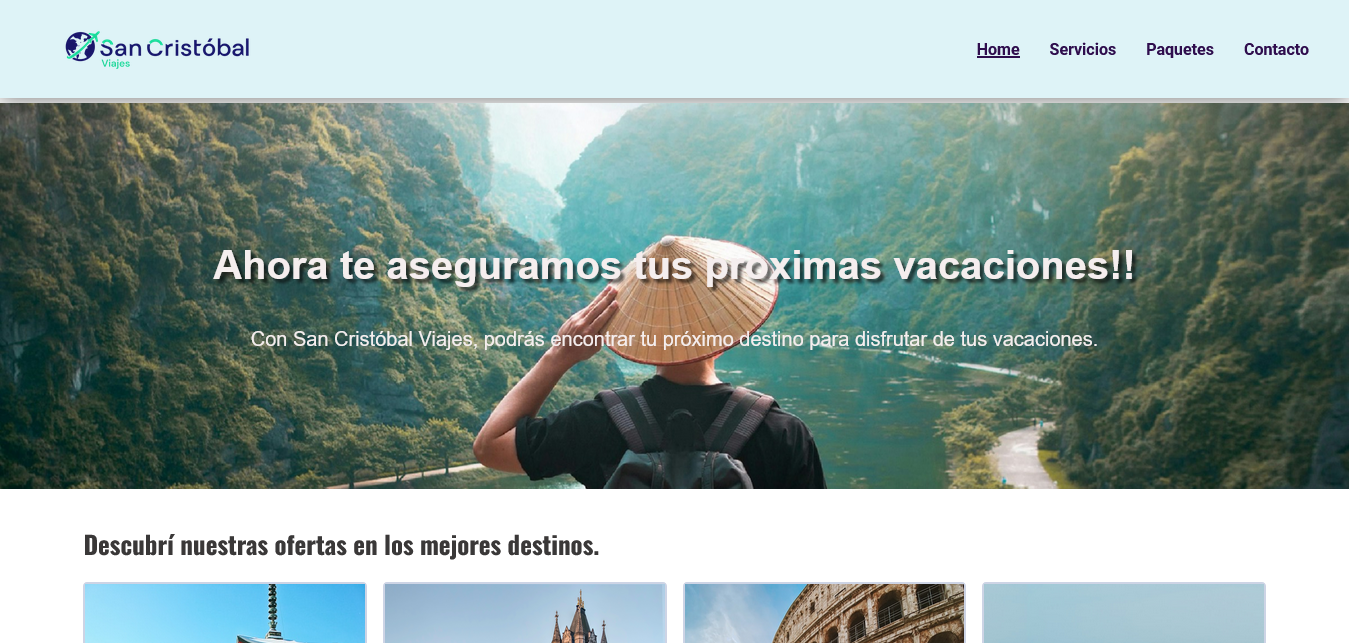 San Cristóbal
Viajes
Home Servicios Paquetes Contacto
Ahora te aseguramos tus proximas vacaciones!!
Con San Cristóbal Viajes, podrás encontrar tu próximo destino para disfrutar de tus vacaciones.
Descubrí nuestras ofertas en los mejores destinos.